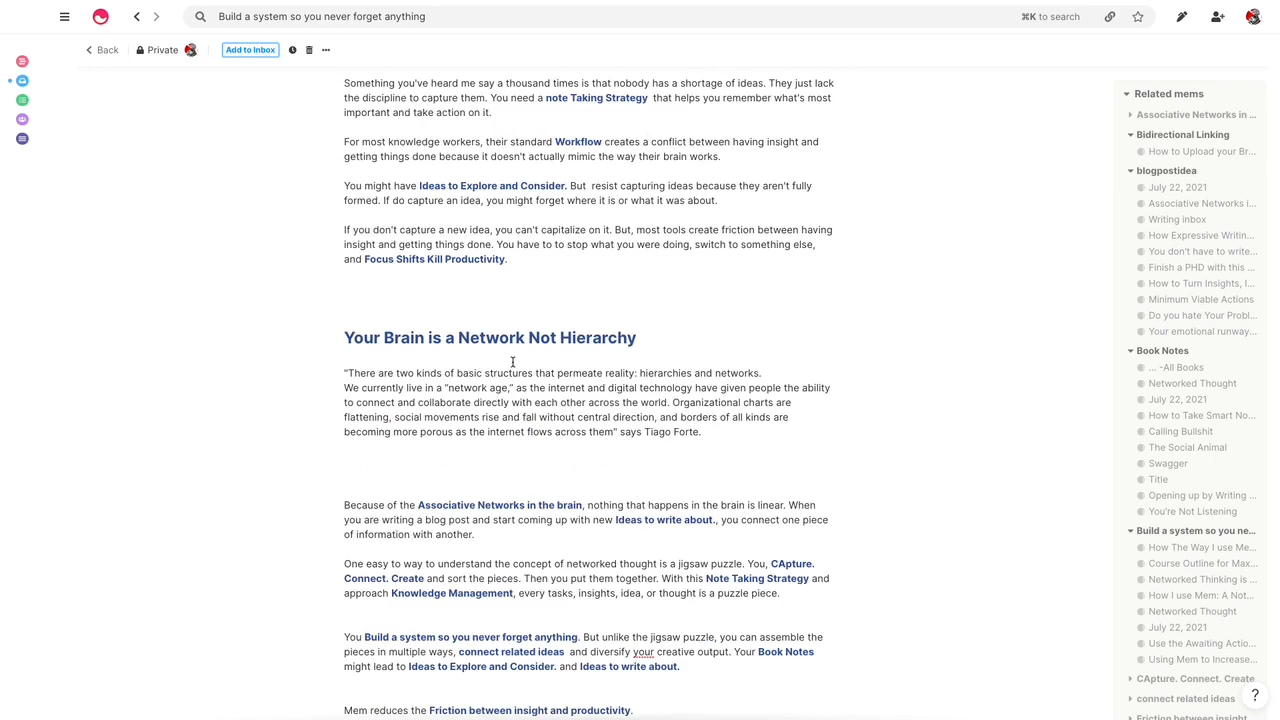 Build a system so you never forget anything
⌘K to search
Back
Private
Add to Inbox
Something you've heard me say a thousand times is that nobody has a shortage of ideas. They just lack
the discipline to capture them. You need a note Taking Strategy that helps you remember what's most
important and take action on it.
For most knowledge workers, their standard Workflow creates a conflict between having insight and
getting things done because it doesn't actually mimic the way their brain works.
You might have Ideas to Explore and Consider. But resist capturing ideas because they aren't fully
formed. If do capture an idea, you might forget where it is or what it was about.
If you don't capture a new idea, you can't capitalize on it. But, most tools create friction between having
insight and getting things done. You have to to stop what you were doing, switch to something else,
and Focus Shifts Kill Productivity.
Your Brain is a Network Not Hierarchy
"There are two kinds of basic structures that permeate reality: hierarchies and networks.
We currently live in a “network age,” as the internet and digital technology have given people the ability
to connect and collaborate directly with each other across the world. Organizational charts are
flattening, social movements rise and fall without central direction, and borders of all kinds are
becoming more porous as the internet flows across them" says Tiago Forte.
Because of the Associative Networks in the brain, nothing that happens in the brain is linear. When
you are writing a blog post and start coming up with new Ideas to write about., you connect one piece
of information with another.
One easy to way to understand the concept of networked thought is a jigsaw puzzle. You, CApture.
Connect. Create and sort the pieces. Then you put them together. With this Note Taking Strategy and
approach Knowledge Management, every tasks, insights, idea, or thought is a puzzle piece.
You Build a system so you never forget anything. But unlike the jigsaw puzzle, you can assemble the
pieces in multiple ways, connect related ideas and diversify your creative output. Your Book Notes
might lead to Ideas to Explore and Consider. and Ideas to write about.
Mem reduces the Friction between insight and productivity.
Related mems
Associative Networks in ...
Bidirectional Linking
How to Upload your Br...
blogpostidea
July 22, 2021
Associative Networks i...
Writing inbox
How Expressive Writin...
You don't have to write...
Finish a PHD with this ...
How to Turn Insights, I...
Minimum Viable Actions
Do you hate Your Probl...
Your emotional runway...
Book Notes
... -All Books
Networked Thought
July 22, 2021
How to Take Smart No...
Calling Bullshit
The Social Animal
Swagger
Title
Opening up by Writing ...
You're Not Listening
Build a system so you ne...
How The Way I use Me...
Course Outline for Max...
Networked Thinking is ...
How I use Mem: A Not...
Networked Thought
July 22, 2021
Use the Awaiting Actio...
Using Mem to Increase...
CApture. Connect. Create
connect related ideas
Friction between insight
?